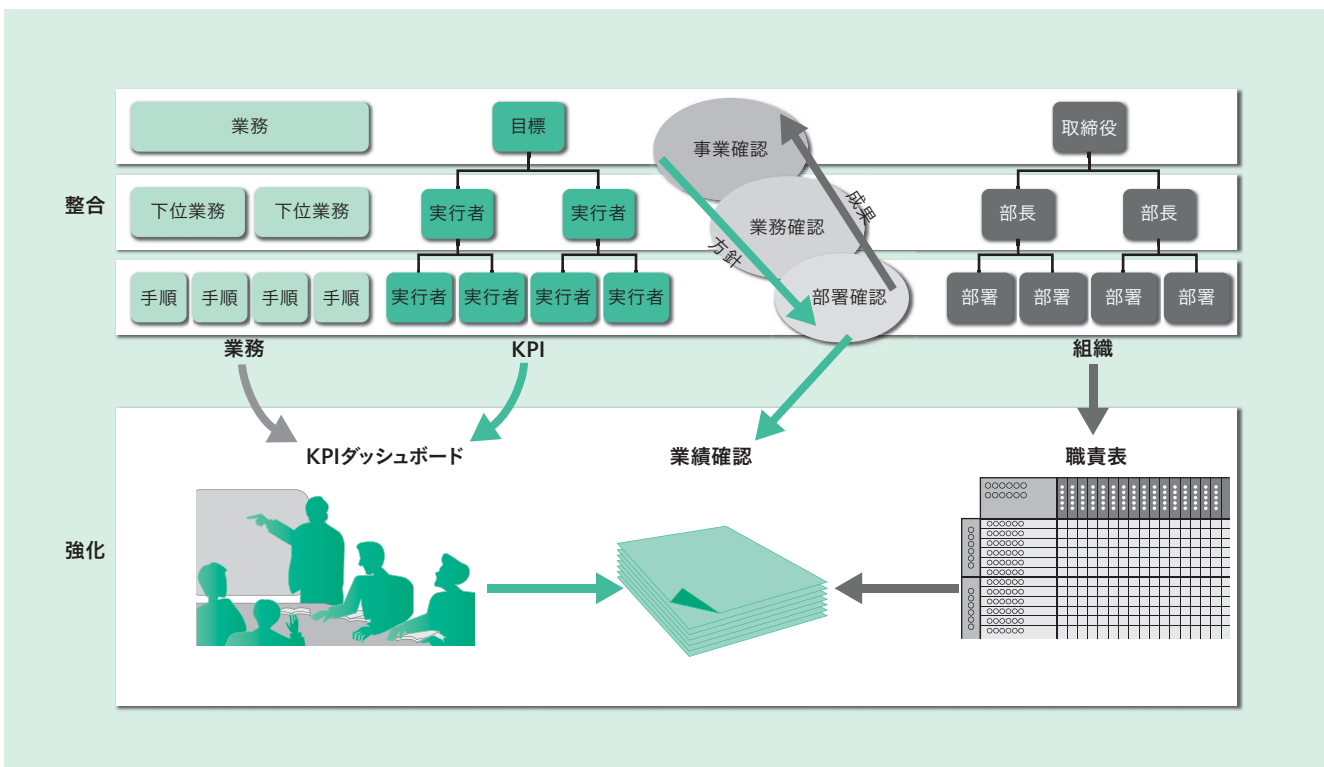 業務
目標
事業確認
取締役
整合
下位業務
下位業務
実行者
実行者
業務確認
成果
方針
部長
部長
手順
手順
手順
手順
実行者
実行者
実行者
実行者
部署確認
部署
部署
部署
部署
業務
KPI
組織
KPIダッシュボード
業績確認
職責表
強化